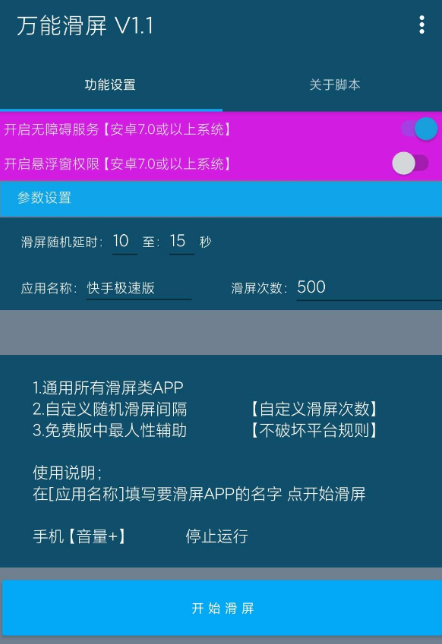 万能滑屏 V1.1
功能设置 关于脚本
开启无障碍服务【安卓7.0或以上系统】
开启悬浮窗权限【安卓7.0或以上系统】
参数设置
滑屏随机延时: 10 至: 15 秒
应用名称: 快手极速版 滑屏次数: 500
1.通用所有滑屏类APP
2.自定义随机滑屏间隔 【自定义滑屏次数】
3.免费版中最人性辅助 【不破坏平台规则】
使用说明;
在[应用名称]填写要滑屏APP的名字 点开始滑屏
手机【音量+】 停止运行
开始滑屏